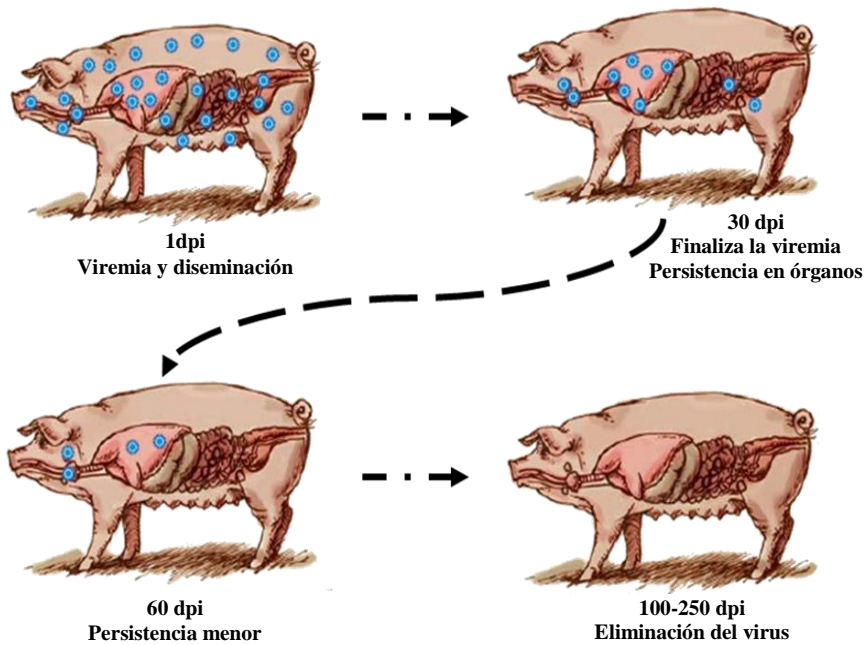 1dpi
Viremia y diseminación
30 dpi
Finaliza la viremia
Persistencia en órganos
60 dpi
Persistencia menor
100-250 dpi
Eliminación del virus